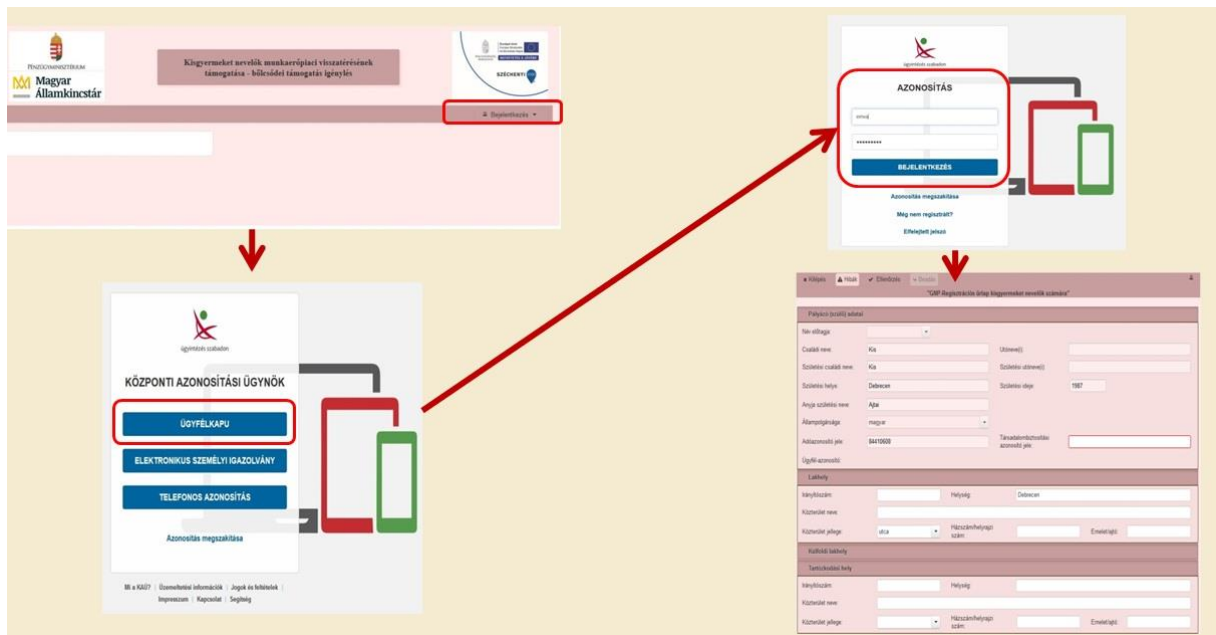 PÉNZÜGYMINISZTÉRIUM
Magyar
Államkincstár
Kisgyermeket nevelők munkaerőpiaci visszatérésének
támogatása - bölcsődei támogatás igénylés
SZÉCHENYI
Bejelentkezés
ügyintézés szabadon
KÖZPONTI AZONOSÍTÁSI ÜGYNÖK
ÜGYFÉLKAPU
ELEKTRONIKUS SZEMÉLYI IGAZOLVÁNY
TELEFONOS AZONOSÍTÁS
Azonosítás megszakítása
Mi a KAÜ? | Üzemeltetési információk | Jogok és feltételek |
Impresszum | Kapcsolat | Segítség
ügyintézés szabadon
AZONOSÍTÁS
•••••••••
BEJELENTKEZÉS
Azonosítás megszakítása
Még nem regisztrált?
Elfelejtett jelszó
Kilépés Hibák Ellenőrzés Beadás
"GMP Regisztrációs űrlap kisgyermeket nevelők számára"
Pályázó (szülő) adatai
Név előtagja:
Családi neve: Kis Utóneve(i):
Születési családi neve: Kis Születési utóneve(i):
Születési helye: Debrecen Születési ideje: 1987
Anyja születési neve: Ajtai
Állampolgársága: magyar
Adóazonosító jele: 84410600 Társadalombiztosítási
azonosító jele:
Ügyfél-azonosító:
Lakhely
Irányítószám: Helység: Debrecen
Közterület neve:
Közterület jellege: utca Házszám/helyrajzi
szám: Emelet/ajtó:
Külföldi lakhely
Tartózkodási hely
Irányítószám: Helység:
Közterület neve:
Közterület jellege: Házszám/helyrajzi
szám: Emelet/ajtó: